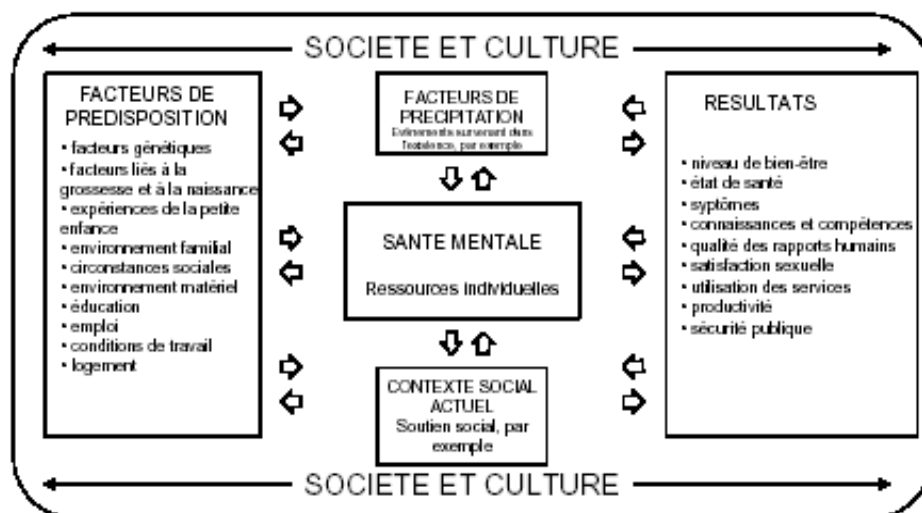 SOCIETE ET CULTURE
FACTEURS DE
PREDISPOSITION
• facteurs génétiques
• facteurs liés à la
grossesse et à la naissance
• expériences de la petite
enfance
• environnement familial
• circonstances sociales
• environnement matériel
• éducation
• emploi
• conditions de travail
• logement
FACTEURS DE
PRECIPITATION
Evénements survenant dans
l'existence, par exemple
SANTE MENTALE
Ressources individuelles
CONTEXTE SOCIAL
ACTUEL
Soutien social, par
exemple
RESULTATS
• niveau de bien-être
• état de santé
• syptômes
• connaissances et compétences
• qualité des rapports humains
• satisfaction sexuelle
• utilisation des services
• productivité
• sécurité publique
SOCIETE ET CULTURE